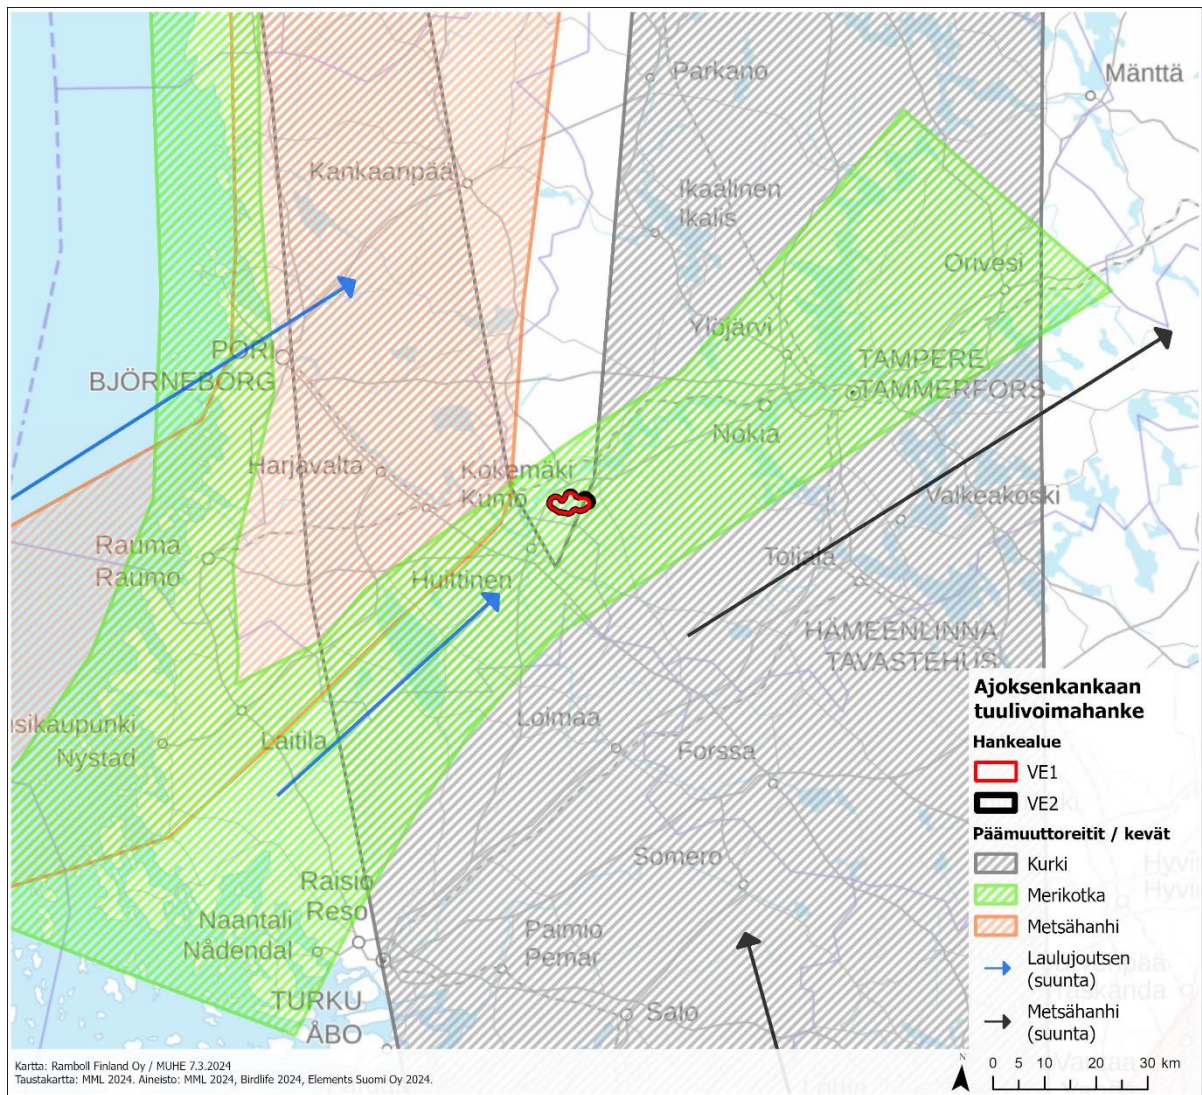 Parkano
Mänttä
Kankaanpää
Ikaalinen
Ikalis
Orivesi
Ylöjärvi
PORI
BJÖRNEBORG
TAMPERE
TAMMERFORS
Nokia
Harjavalta
Kokemäki
Kumo
Valkeakoski
Rauma
Raumo
Huittinen
Toijala
HÄMEENLINNA
TAVASTEHUS
sikaupunki
Nystad
Laitila
Loimaa
Forssa
Somero
Raisio
Reso
Naantali
Nådendal
Paimio
Pemar
TURKU
ÅBO
Salo
Lohja
Ajoksenkankaan
tuulivoimahanke
Hankealue
VE1
VE2
Päämuuttoreitit / kevät
Kurki
Merikotka
Metsähanhi
Laulujoutsen
(suunta)
Metsähanhi
(suunta)
N
0 5 10 20 30 km
Kartta: Ramboll Finland Oy / MUHE 7.3.2024
Taustakartta: MML 2024. Aineisto: MML 2024, Birdlife 2024, Elements Suomi Oy 2024.